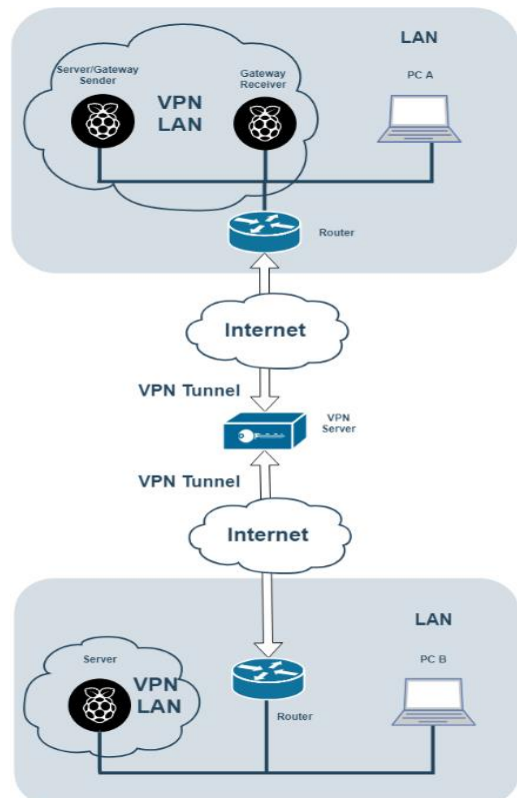 LAN
Server/Gateway
Sender
Gateway
Receiver
PC A
VPN
LAN
Router
Internet
VPN Tunnel
VPN
Server
VPN Tunnel
Internet
LAN
Server
PC B
VPN
LAN
Router